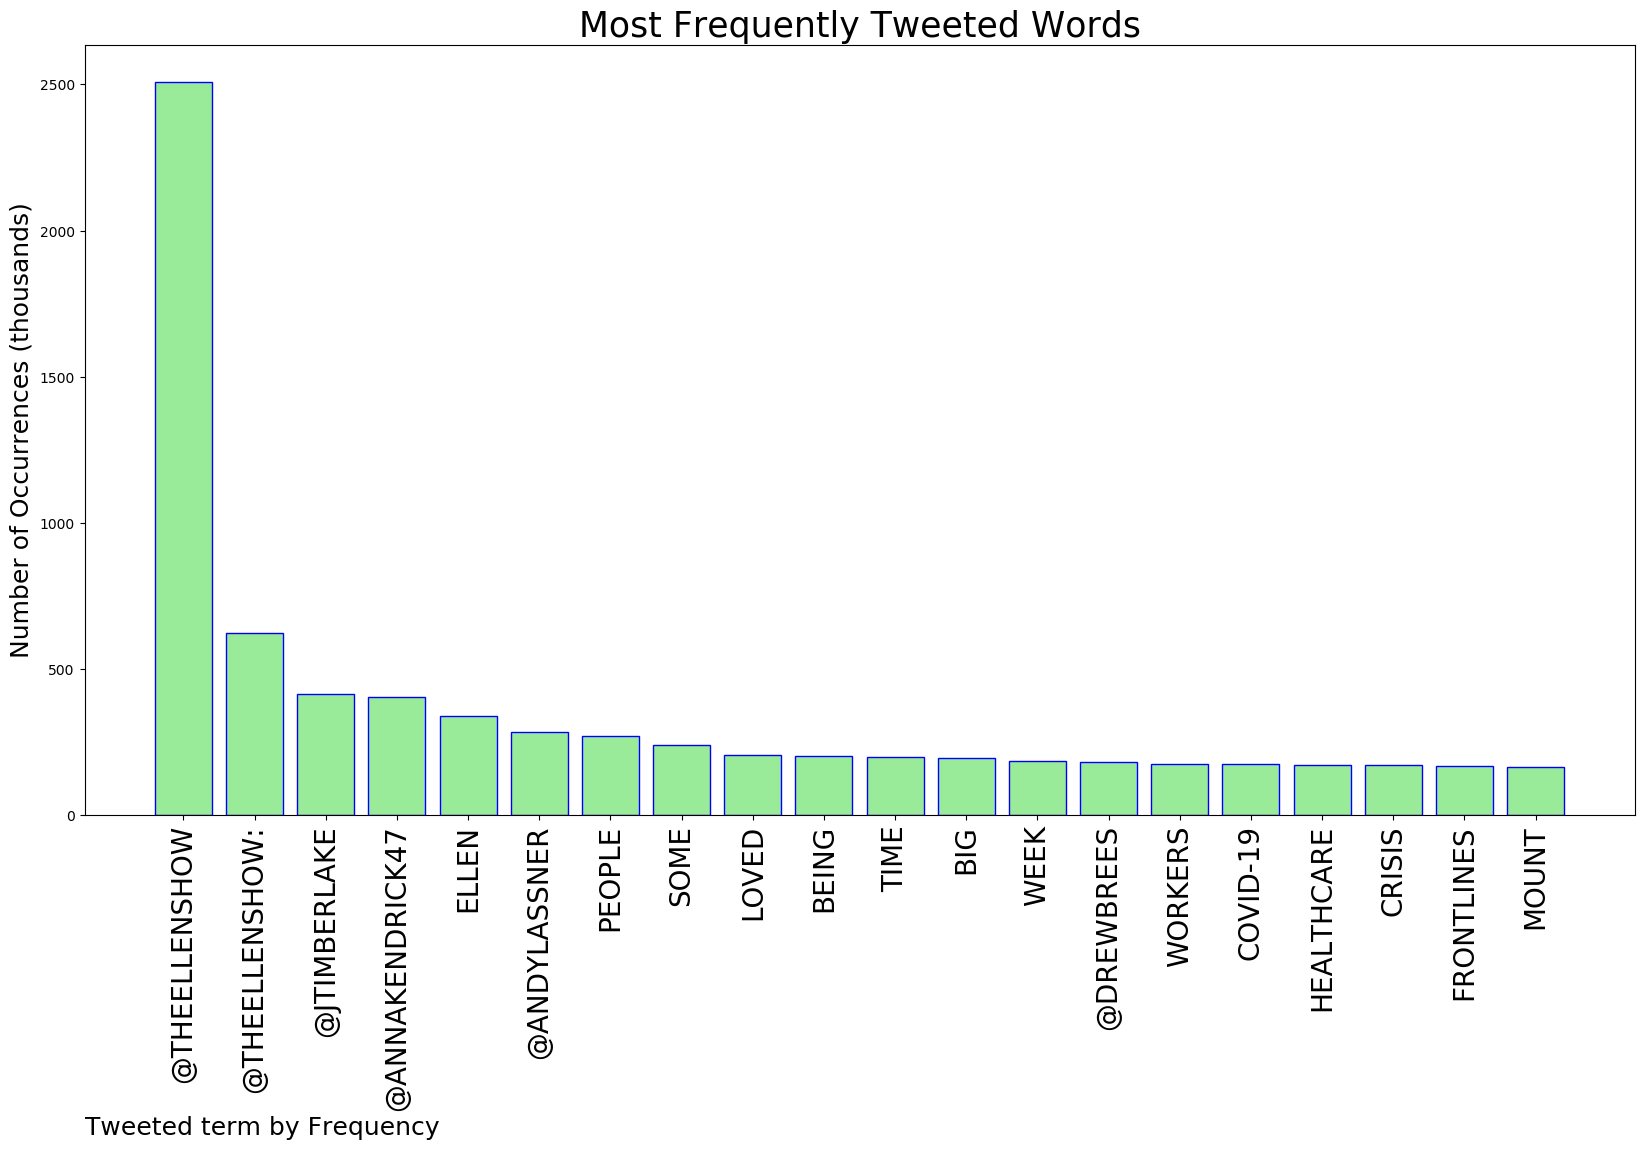 Most Frequently Tweeted Words
Number of Occurrences (thousands)
2500
2000
1500
1000
500
0
@THEELLENSHOW
@THEELLENSHOW:
@JTIMBERLAKE
@ANNAKENDRICK47
ELLEN
@ANDYLASSNER
PEOPLE
SOME
LOVED
BEING
TIME
BIG
WEEK
@DREWBREES
WORKERS
COVID-19
HEALTHCARE
CRISIS
FRONTLINES
MOUNT
Tweeted term by Frequency